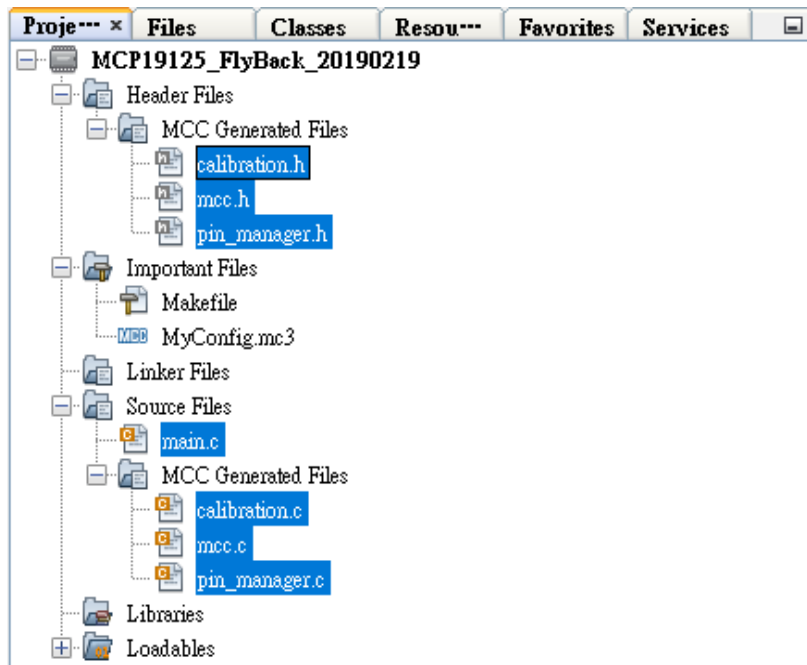 Proje··· × Files Classes Resou··· Favorites Services
MCP19125_FlyBack_20190219
Header Files
MCC Generated Files
calibration.h
mcc.h
pin_manager.h
Important Files
Makefile
MCC MyConfig.mc3
Linker Files
Source Files
main.c
MCC Generated Files
calibration.c
mcc.c
pin_manager.c
Libraries
Loadables